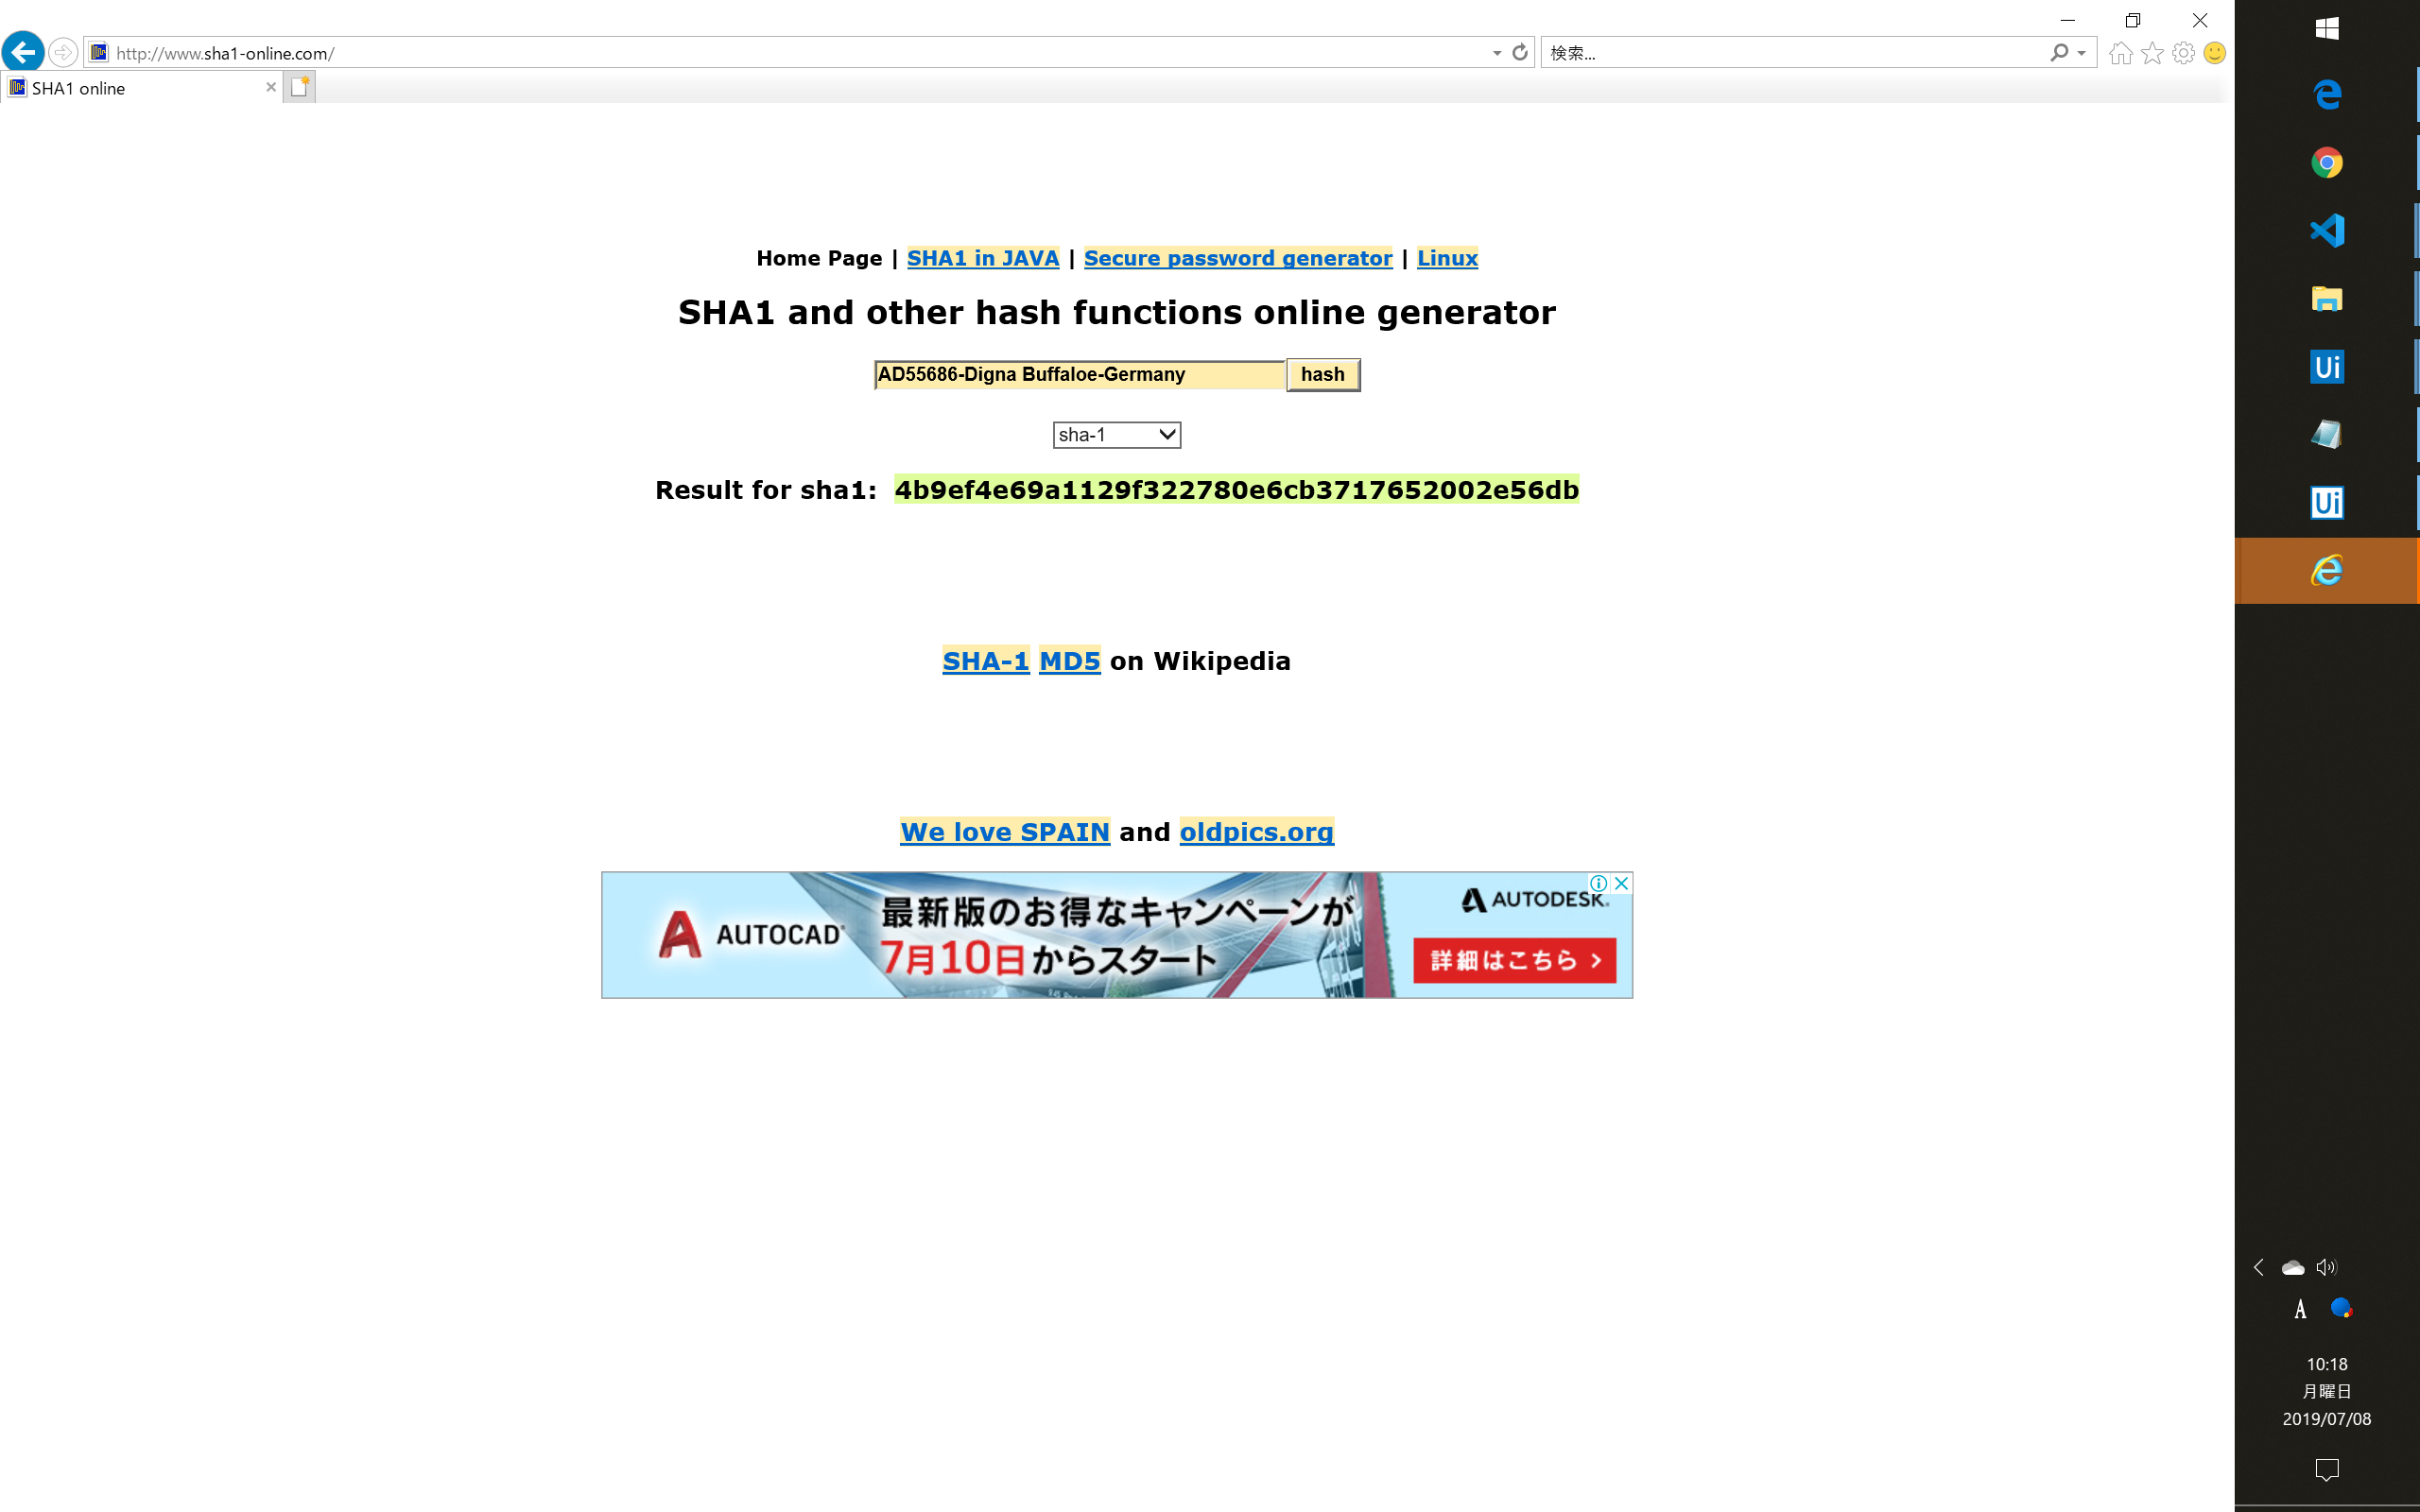 http://www.sha1-online.com/
検索...
SHA1 online
Home Page | SHA1 in JAVA | Secure password generator | Linux
SHA1 and other hash functions online generator
AD55686-Digna Buffaloe-Germany
hash
sha-1
Result for sha1: 4b9ef4e69a1129f322780e6cb3717652002e56db
SHA-1 MD5 on Wikipedia
We love SPAIN and oldpics.org
AUTOCAD
最新版のお得なキャンペーンが
7月10日からスタート
AUTODESK
詳細はこちら >
Ui
Ui
A
10:18
月曜日
2019/07/08